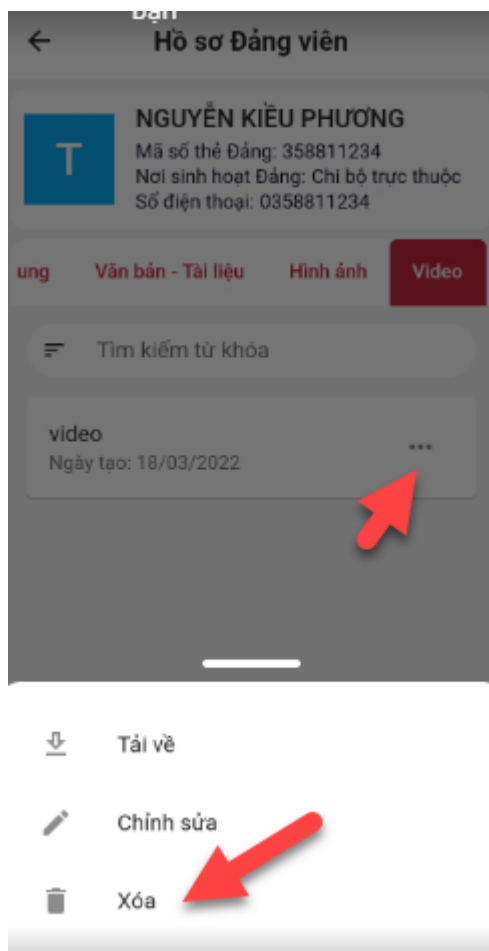 bạn
Hồ sơ Đảng viên
T
NGUYỄN KIỀU PHƯƠNG
Mã số thẻ Đảng: 358811234
Nơi sinh hoạt Đảng: Chi bộ trực thuộc
Số điện thoại: 0358811234
ung
Văn bản - Tài liệu
Hình ảnh
Video
Tìm kiếm từ khóa
video
Ngày tạo: 18/03/2022
Tải về
Chỉnh sửa
Xóa